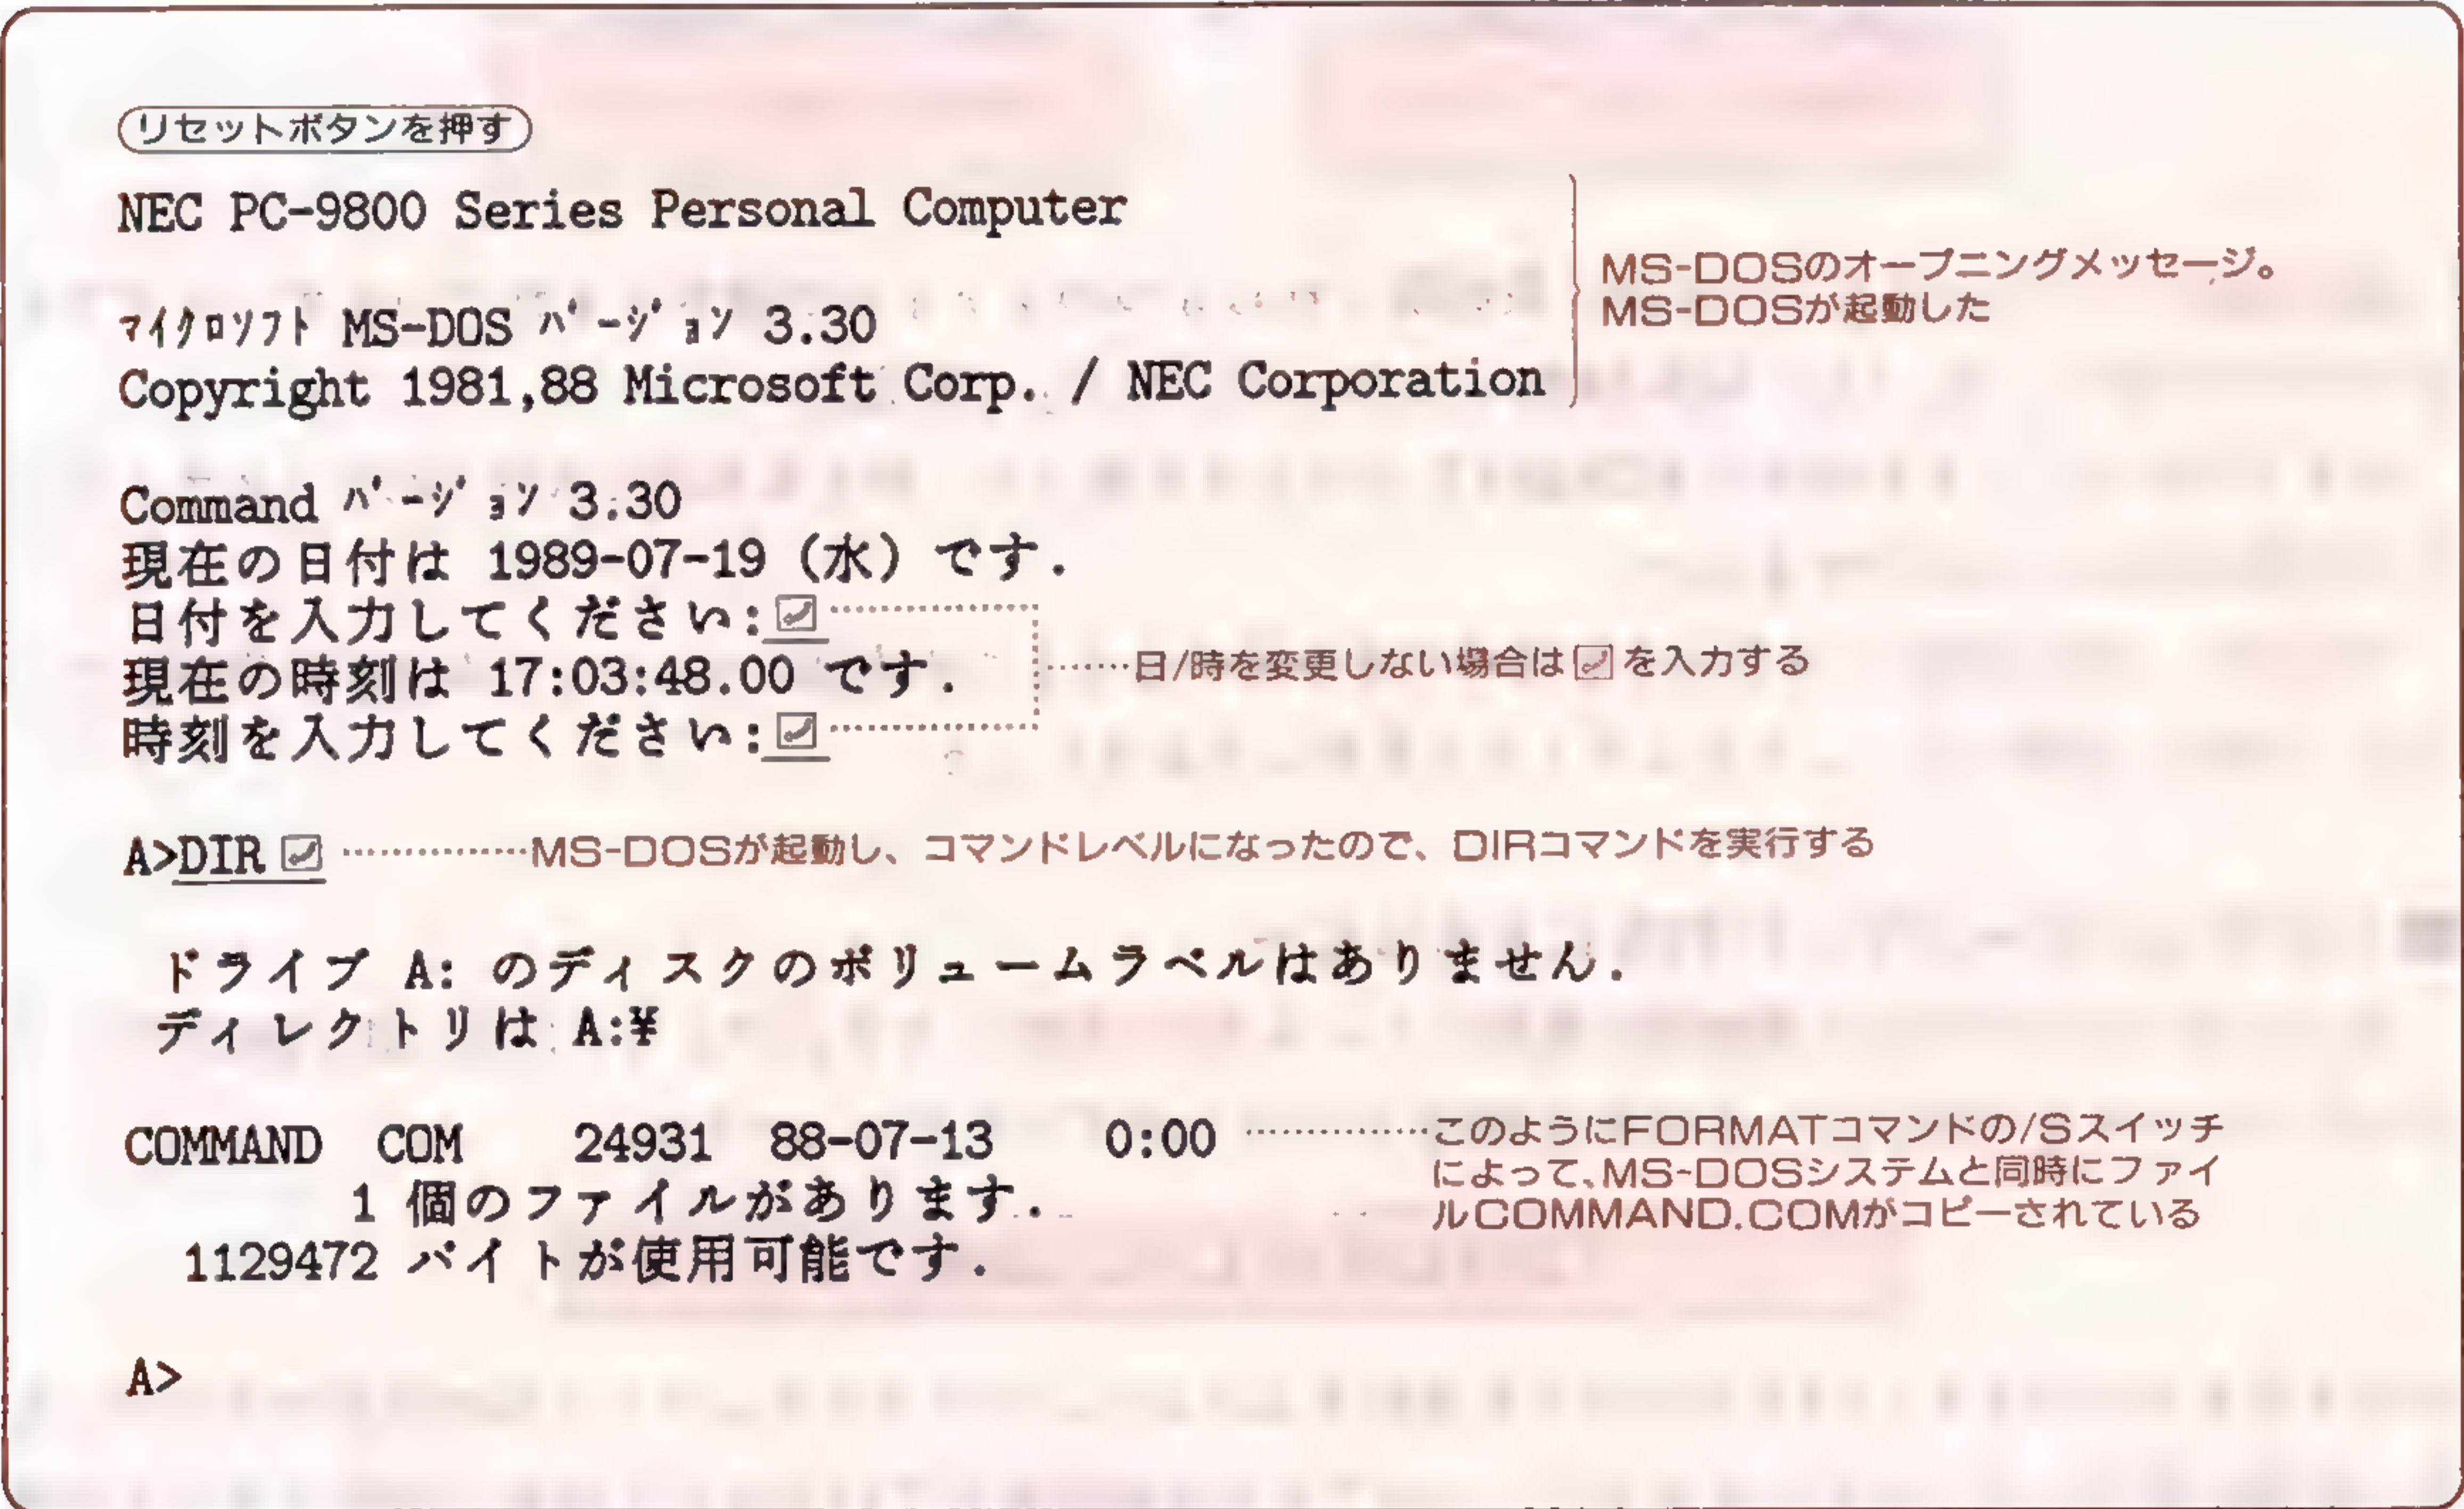 リセットボタンを押す
NEC PC-9800 Series Personal Computer
ﾏｲｸﾛｿﾌﾄ MS-DOS ﾊﾞｰｼﾞｮﾝ 3.30
Copyright 1981,88 Microsoft Corp. / NEC Corporation
MS-DOSのオープニングメッセージ。
MS-DOSが起動した
Command ﾊﾞｰｼﾞｮﾝ 3.30
現在の日付は 1989-07-19 (水) です.
日付を入力してください:↵
現在の時刻は 17:03:48.00 です.
時刻を入力してください:↵
日/時を変更しない場合は↵を入力する
A>DIR↵ ……………MS-DOSが起動し、コマンドレベルになったので、DIRコマンドを実行する
ドライブ A: のディスクのボリュームラベルはありません.
ディレクトリは A:¥
COMMAND COM 24931 88-07-13 0:00
1 個のファイルがあります.
1129472 バイトが使用可能です.
このようにFORMATコマンドの/Sスイッチ
によって、MS-DOSシステムと同時にファイ
ルCOMMAND.COMがコピーされている
A>